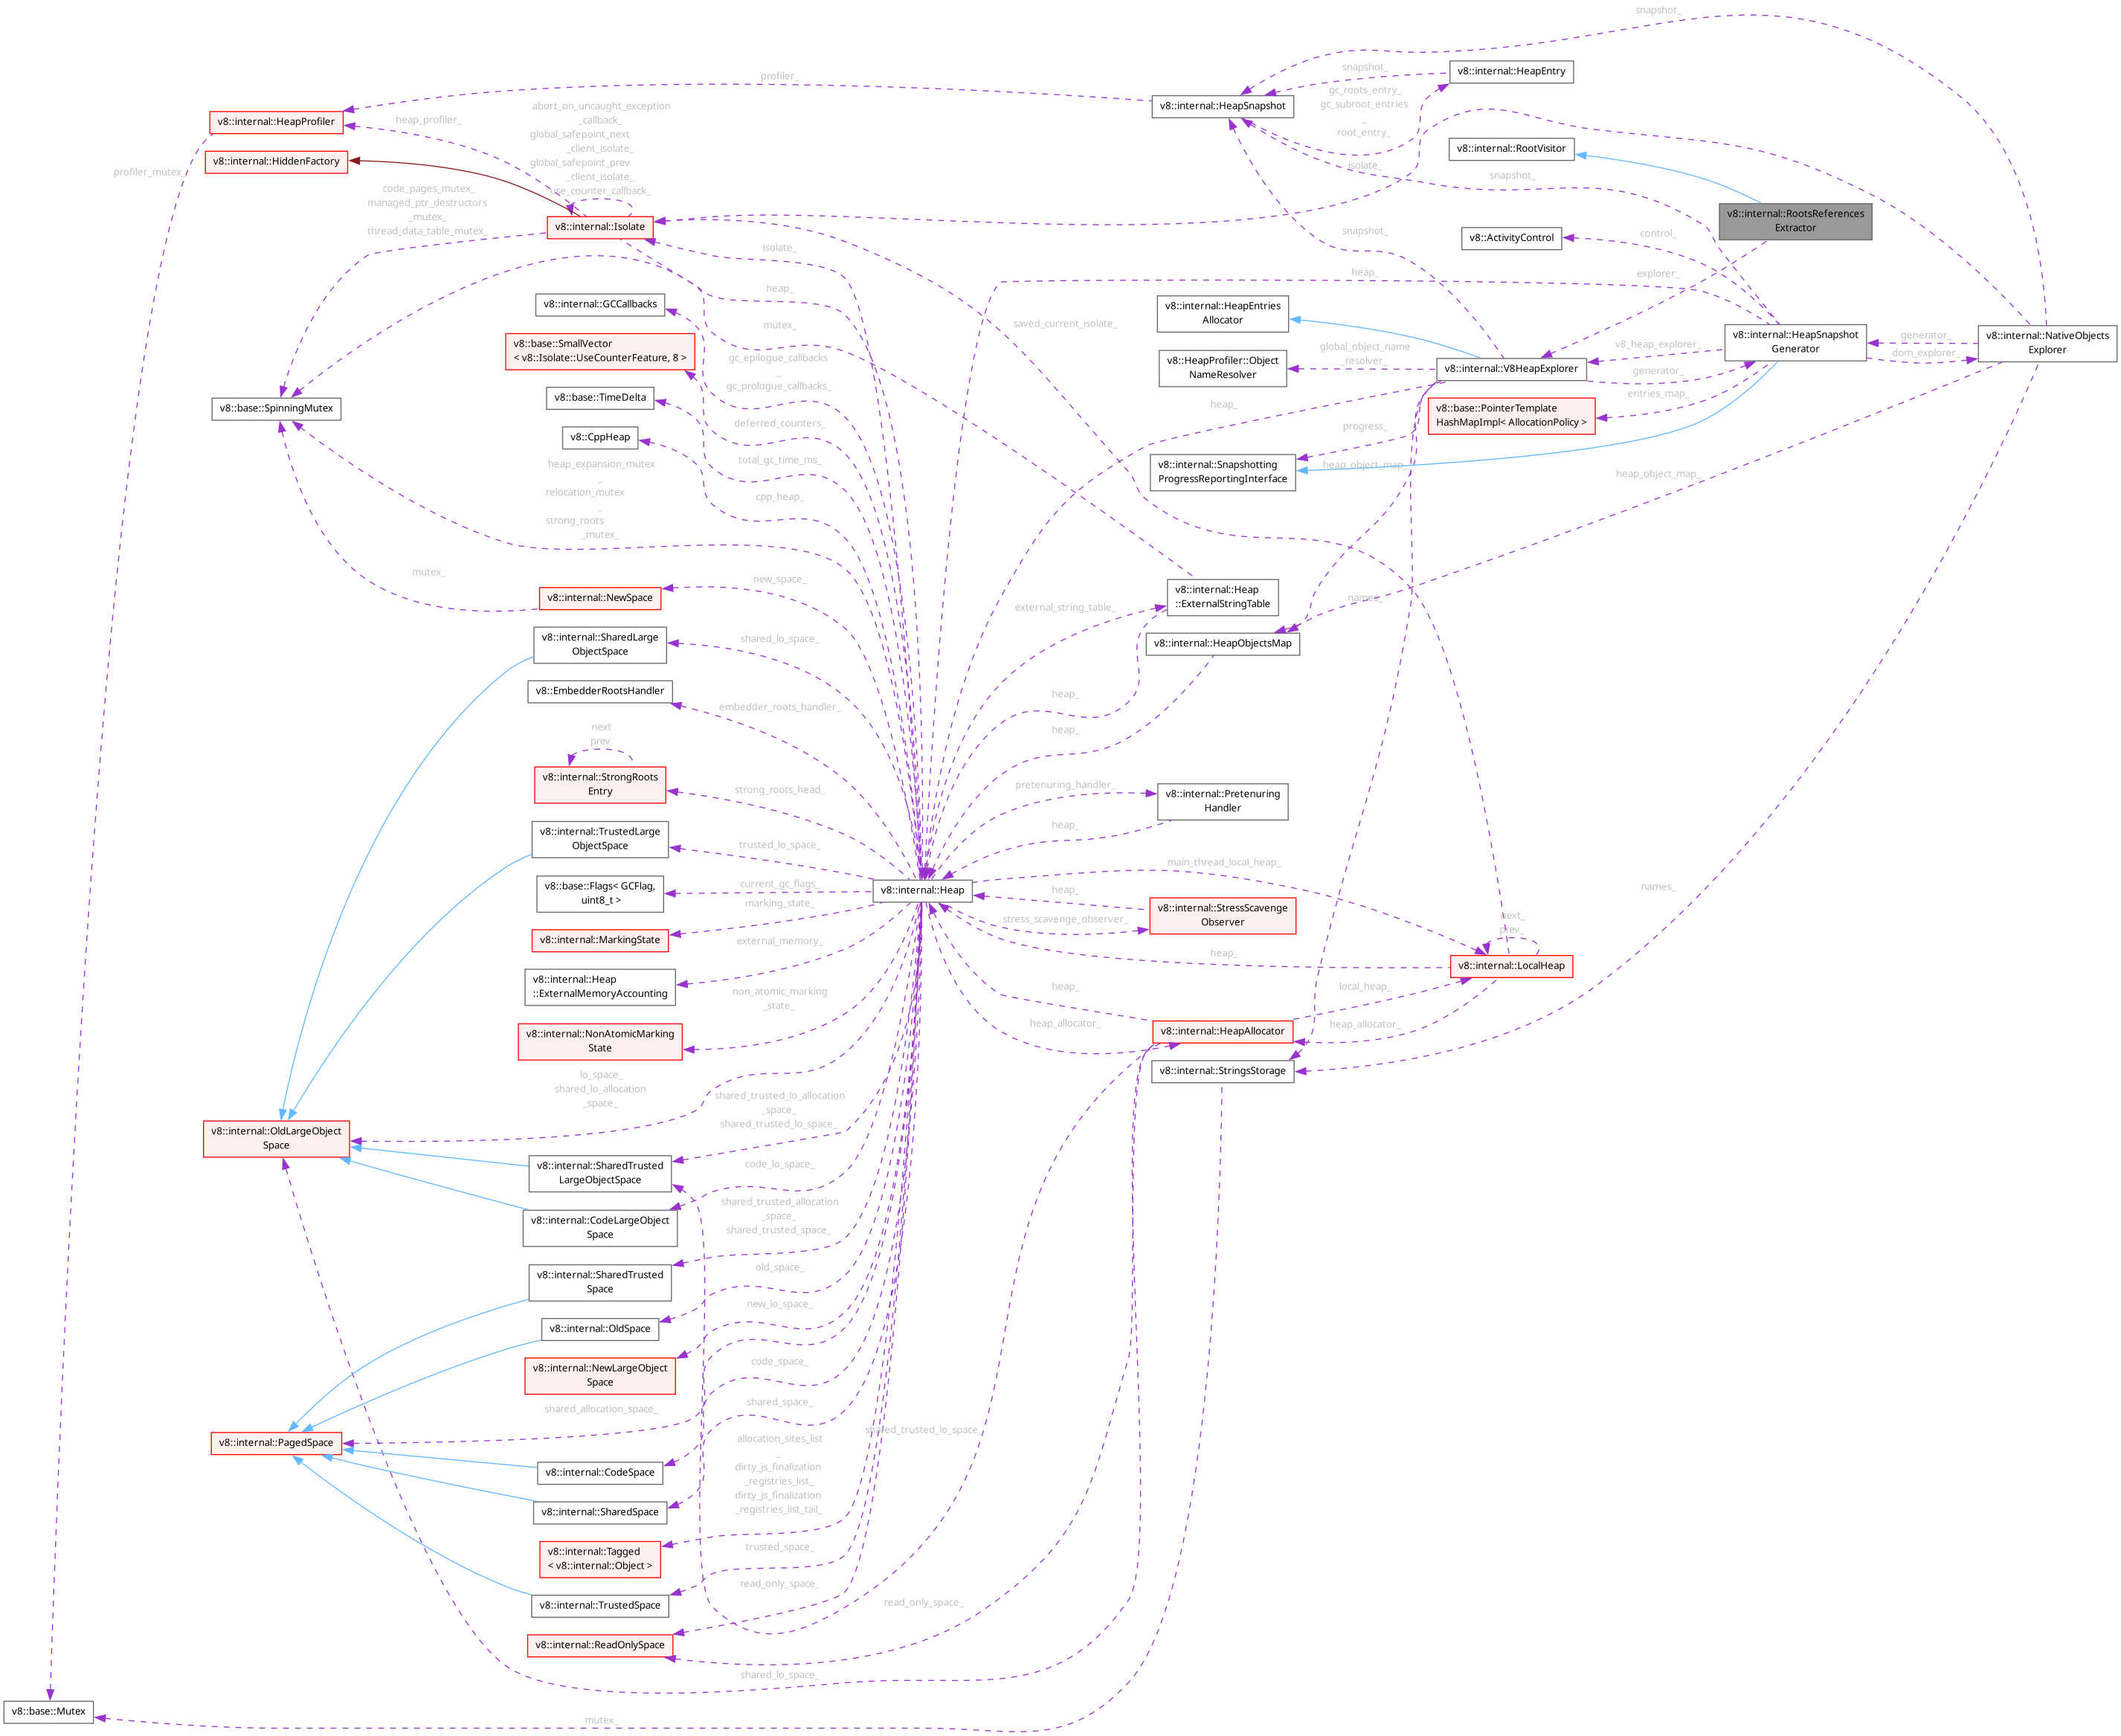 snapshot_
profiler_
snapshot_
v8::internal::HeapEntry
gc_roots_entry_
gc_subroot_entries
_
root_entry_
v8::internal::HeapSnapshot
v8::internal::HeapProfiler
heap_profiler_
abort_on_uncaught_exception
_callback_
global_safepoint_next
_client_isolate_
global_safepoint_prev
_client_isolate_
use_counter_callback_
v8::internal::HiddenFactory
v8::internal::RootVisitor
isolate_
snapshot_
profiler_mutex_
code_pages_mutex_
managed_ptr_destructors
_mutex_
thread_data_table_mutex_
v8::internal::Isolate
v8::internal::RootsReferences
Extractor
v8::ActivityControl
control_
isolate_
snapshot_
heap_
explorer_
heap_
v8::internal::GCCallbacks
v8::internal::HeapEntries
Allocator
saved_current_isolate_
mutex_
v8::base::SmallVector
< v8::Isolate::UseCounterFeature, 8 >
gc_epilogue_callbacks
_
gc_prologue_callbacks_
v8::HeapProfiler::Object
NameResolver
global_object_name
_resolver_
v8::internal::V8HeapExplorer
v8_heap_explorer_
generator_
v8::internal::HeapSnapshot
Generator
generator_
dom_explorer_
v8::internal::NativeObjects
Explorer
v8::base::TimeDelta
v8::base::SpinningMutex
v8::CppHeap
deferred_counters_
heap_
entries_map_
v8::base::PointerTemplate
HashMapImpl< AllocationPolicy >
progress_
total_gc_time_ms_
v8::internal::Snapshotting
ProgressReportingInterface
heap_object_map_
heap_object_map_
cpp_heap_
heap_expansion_mutex
_
relocation_mutex
_
strong_roots
_mutex_
mutex_
new_space_
v8::internal::NewSpace
v8::internal::Heap
::ExternalStringTable
names_
external_string_table_
v8::internal::SharedLarge
ObjectSpace
shared_lo_space_
v8::internal::HeapObjectsMap
v8::EmbedderRootsHandler
embedder_roots_handler_
heap_
heap_
next
prev
v8::internal::StrongRoots
Entry
strong_roots_head_
pretenuring_handler_
v8::internal::Pretenuring
Handler
heap_
v8::internal::TrustedLarge
ObjectSpace
trusted_lo_space_
v8::base::Flags< GCFlag,
uint8_t >
current_gc_flags_
v8::internal::Heap
main_thread_local_heap_
names_
heap_
v8::internal::StressScavenge
Observer
stress_scavenge_observer_
marking_state_
v8::internal::MarkingState
next_
prev_
external_memory_
heap_
v8::internal::LocalHeap
v8::internal::Heap
::ExternalMemoryAccounting
heap_
local_heap_
non_atomic_marking
_state_
v8::internal::NonAtomicMarking
State
heap_allocator_
v8::internal::HeapAllocator
heap_allocator_
v8::internal::StringsStorage
lo_space_
shared_lo_allocation
_space_
shared_trusted_lo_allocation
_space_
shared_trusted_lo_space_
v8::internal::OldLargeObject
Space
v8::internal::SharedTrusted
LargeObjectSpace
code_lo_space_
v8::internal::CodeLargeObject
Space
shared_trusted_allocation
_space_
shared_trusted_space_
v8::internal::SharedTrusted
Space
old_space_
v8::internal::OldSpace
new_lo_space_
v8::internal::NewLargeObject
Space
code_space_
shared_allocation_space_
shared_space_
v8::internal::PagedSpace
shared_trusted_lo_space_
v8::internal::CodeSpace
allocation_sites_list
_
dirty_js_finalization
_registries_list_
dirty_js_finalization
_registries_list_tail_
v8::internal::SharedSpace
v8::internal::Tagged
< v8::internal::Object >
trusted_space_
v8::internal::TrustedSpace
read_only_space_
read_only_space_
v8::internal::ReadOnlySpace
shared_lo_space_
v8::base::Mutex
mutex_